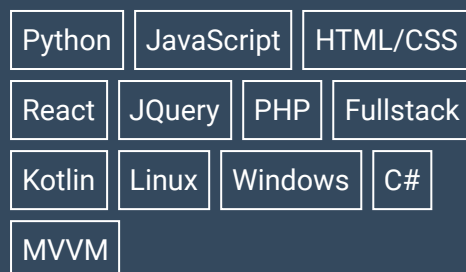 Python JavaScript HTML/CSS
React JQuery PHP Fullstack
Kotlin Linux Windows C#
MVVM